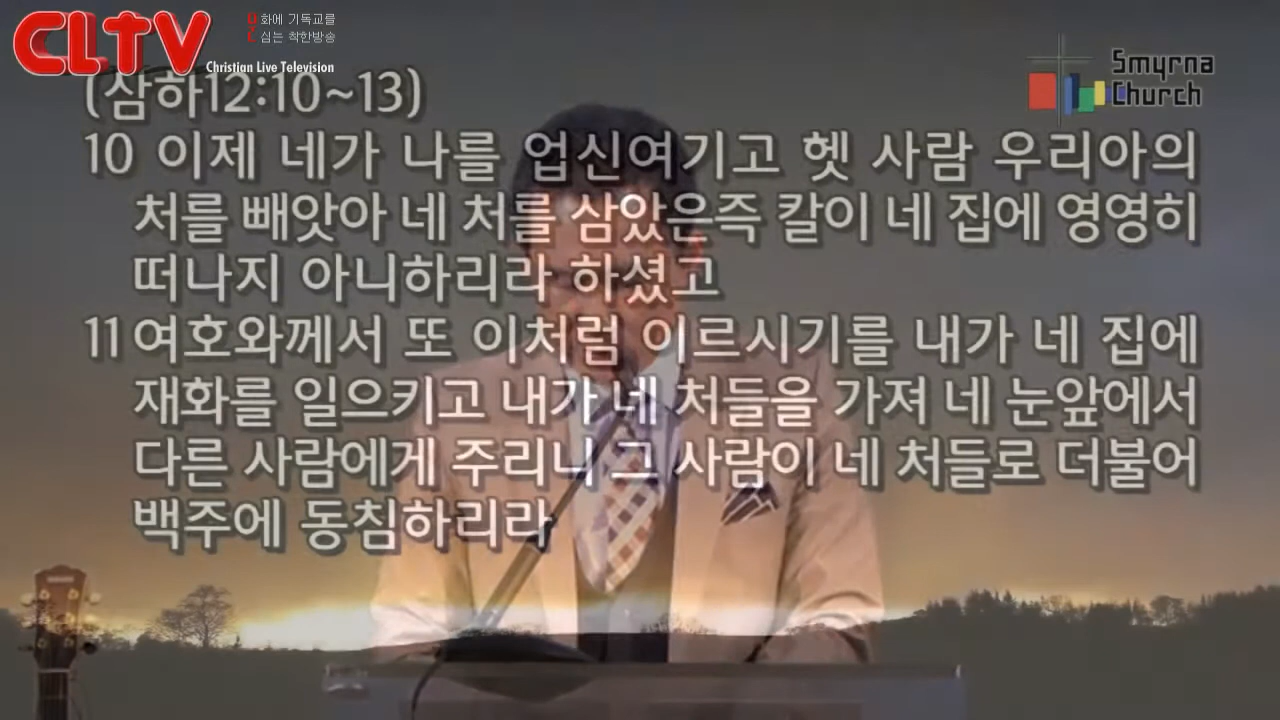 CLTV
문화에 기독교를
심는 착한방송
Christian Live Television
Smyrna
Church
(삼하12:10~13)
10 이제 네가 나를 업신여기고 헷 사람 우리아의
처를 빼앗아 네 처를 삼았은즉 칼이 네 집에 영영히
떠나지 아니하리라 하셨고
11 여호와께서 또 이처럼 이르시기를 내가 네 집에
재화를 일으키고 내가 네 처들을 가져 네 눈앞에서
다른 사람에게 주리니 그 사람이 네 처들로 더불어
백주에 동침하리라